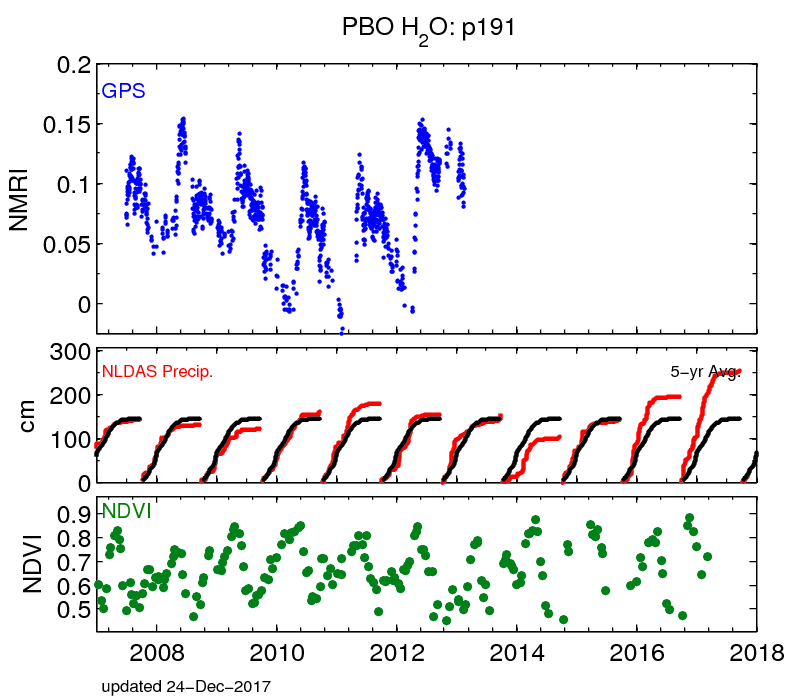 PBO H2O: p191
0.2
GPS
0.15
0.1
0.05
0
NMRI
300
NLDAS Precip.
5−yr Avg.
200
100
0
cm
NDVI
0.9
0.8
0.7
0.6
0.5
NDVI
2008 2010 2012 2014 2016 2018
updated 24−Dec−2017